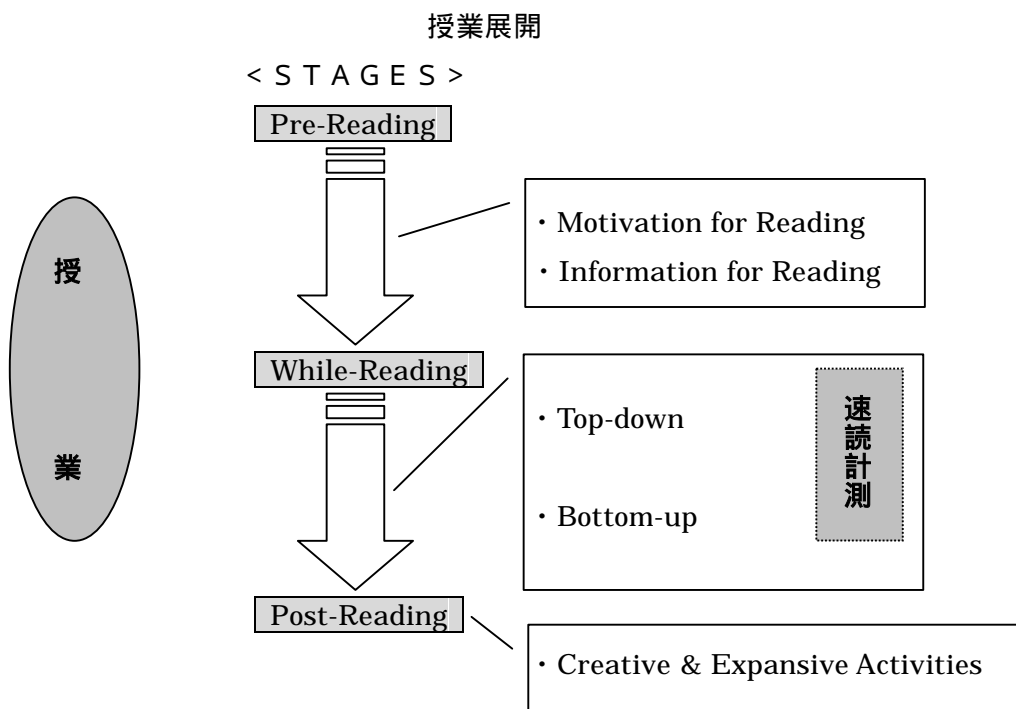 授業展開
<ＳＴＡＧＥＳ>
Pre-Reading
・Motivation for Reading
・Information for Reading
授
業
While-Reading
・Top-down
・Bottom-up
速読計測
Post-Reading
・Creative & Expansive Activities